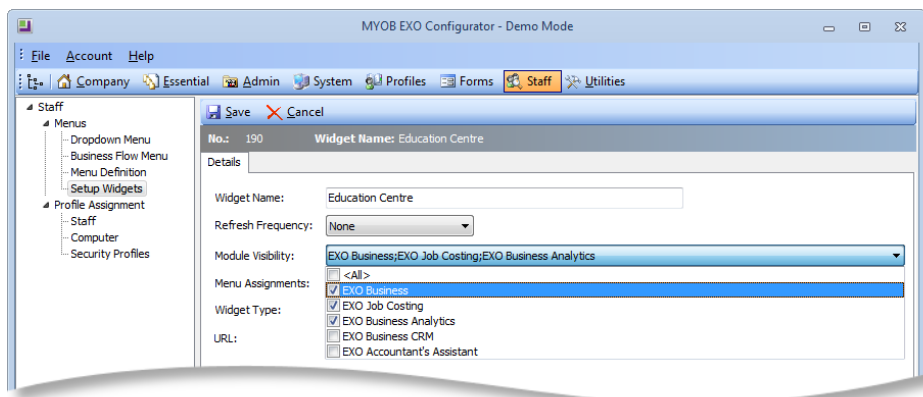 MYOB EXO Configurator - Demo Mode
File Account Help
Company Essential Admin System Profiles Forms Staff Utilities
Staff
Menus
Dropdown Menu
Business Flow Menu
Menu Definition
Setup Widgets
Profile Assignment
Staff
Computer
Security Profiles
Save Cancel
No.: 190 Widget Name: Education Centre
Details
Widget Name: Education Centre
Refresh Frequency: None
Module Visibility: EXO Business;EXO Job Costing;EXO Business Analytics
<All>
Menu Assignments: EXO Business
Widget Type: EXO Job Costing
EXO Business Analytics
URL: EXO Business CRM
EXO Accountant's Assistant